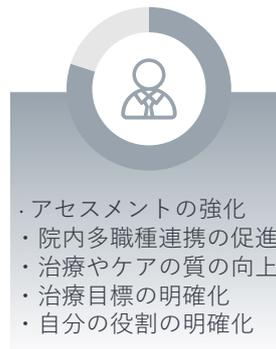 ・アセスメントの強化
・院内多職種連携の促進
・治療やケアの質の向上
・治療目標の明確化
・自分の役割の明確化